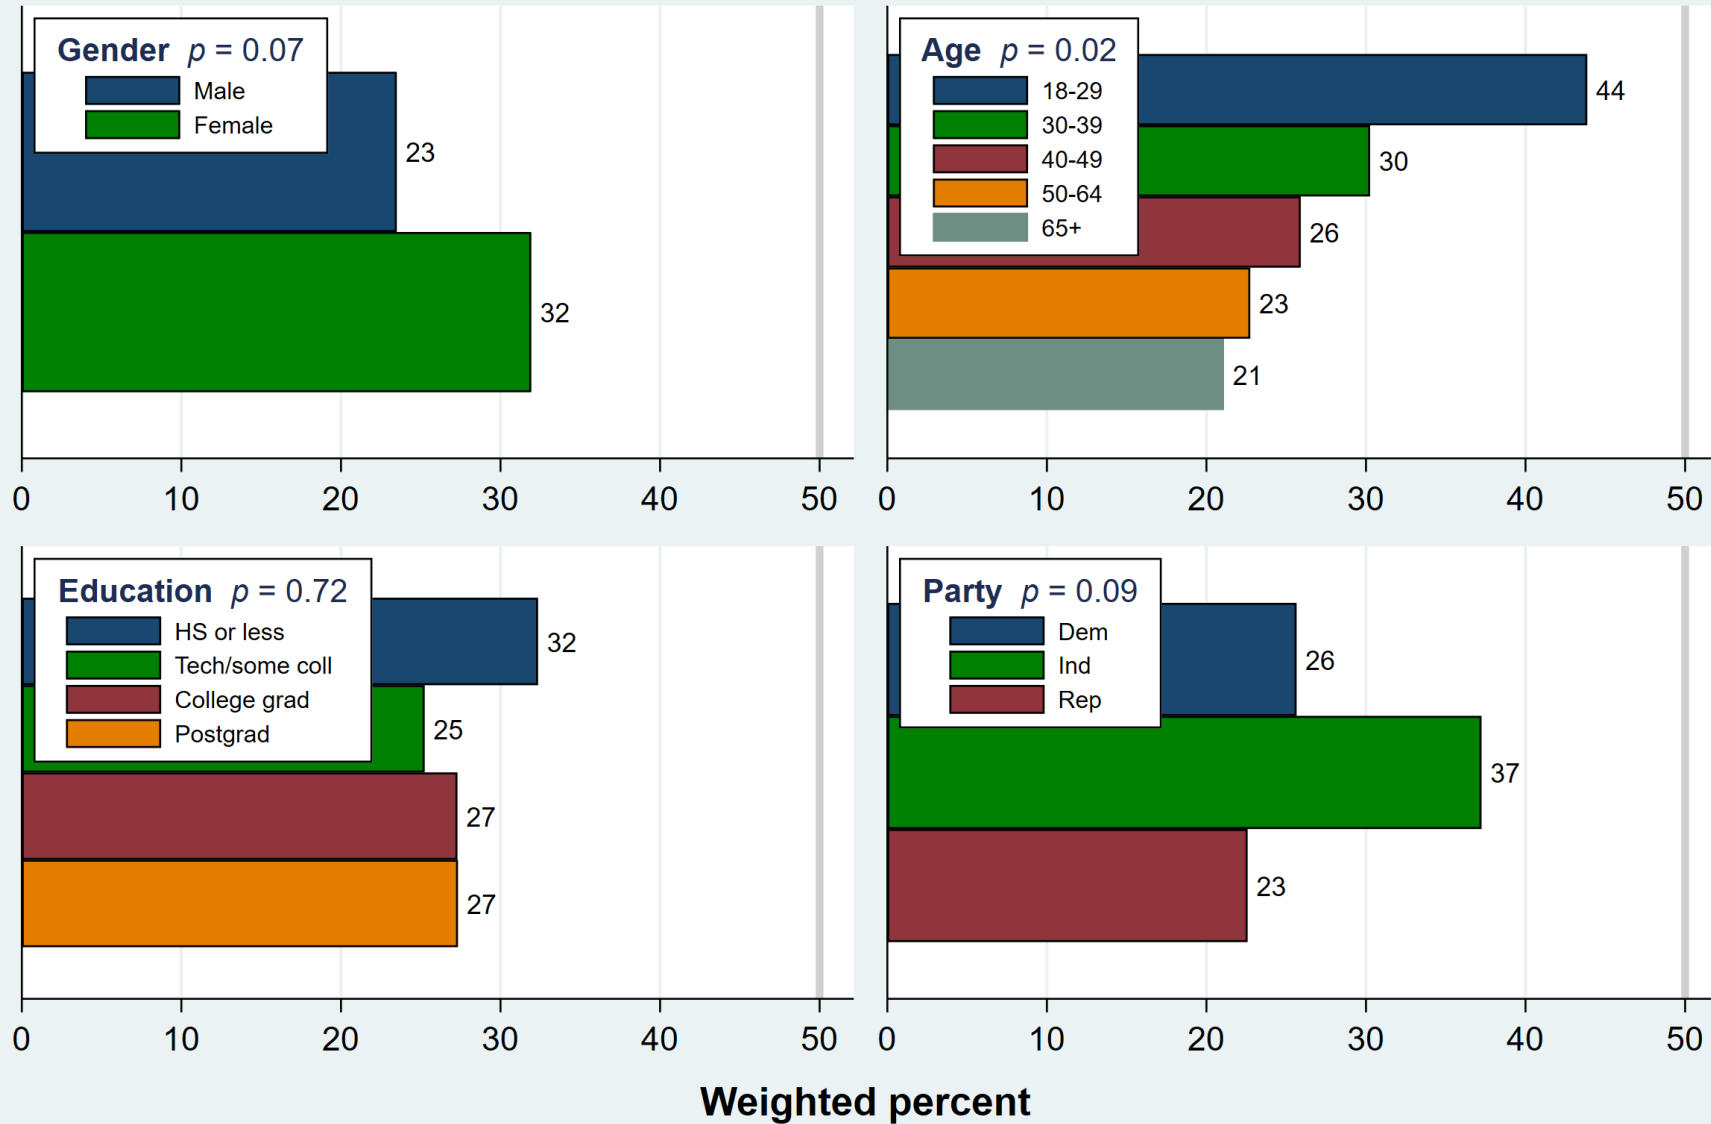 Gender p = 0.07
Male
Female
23
32
0 10 20 30 40 50
Age p = 0.02
18-29
30-39
40-49
50-64
65+
44
30
26
23
21
0 10 20 30 40 50
Education p = 0.72
HS or less
Tech/some coll
College grad
Postgrad
32
25
27
27
0 10 20 30 40 50
Party p = 0.09
Dem
Ind
Rep
26
37
23
0 10 20 30 40 50
Weighted percent